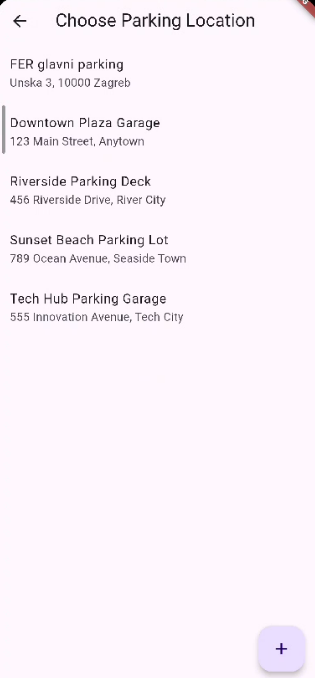 Choose Parking Location
FER glavni parking
Unska 3, 10000 Zagreb
Downtown Plaza Garage
123 Main Street, Anytown
Riverside Parking Deck
456 Riverside Drive, River City
Sunset Beach Parking Lot
789 Ocean Avenue, Seaside Town
Tech Hub Parking Garage
555 Innovation Avenue, Tech City
+